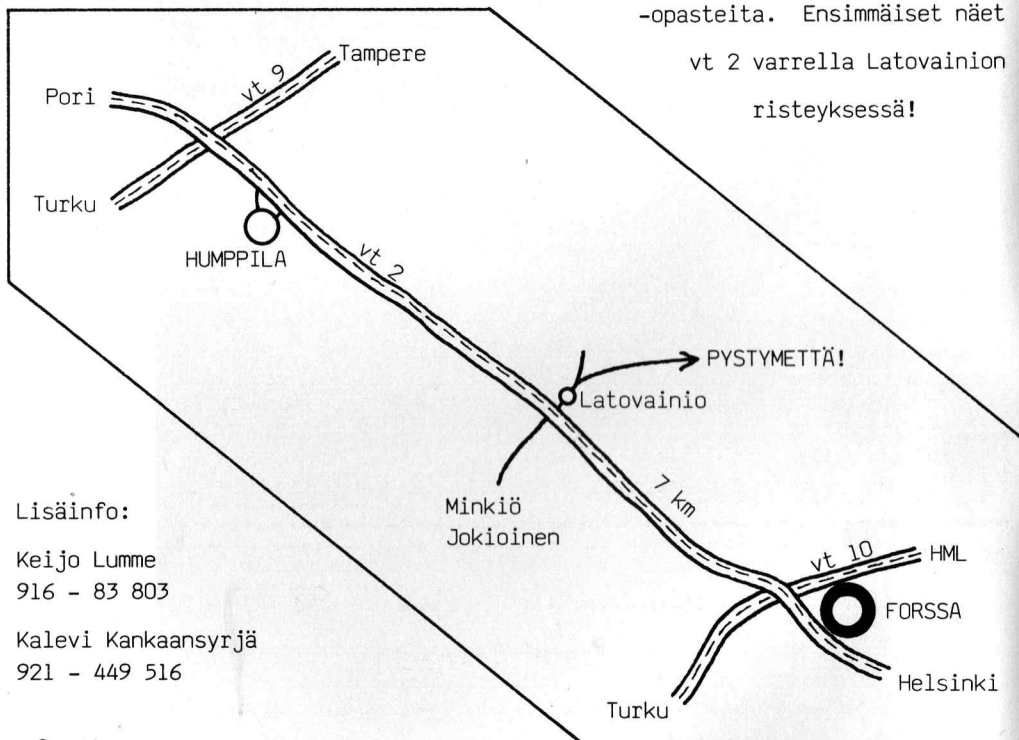 -opasteita. Ensimmäiset näet
vt 2 varrella Latovainion
risteyksessä!
Tampere
vt 9
Pori
Turku
HUMPPILA
vt 2
PYSTYMETTÄ!
Latovainio
7 km
Minkiö
Jokioinen
vt 10
HML
FORSSA
Helsinki
Turku
Lisäinfo:
Keijo Lumme
916 - 83 803
Kalevi Kankaansyrjä
921 - 449 516